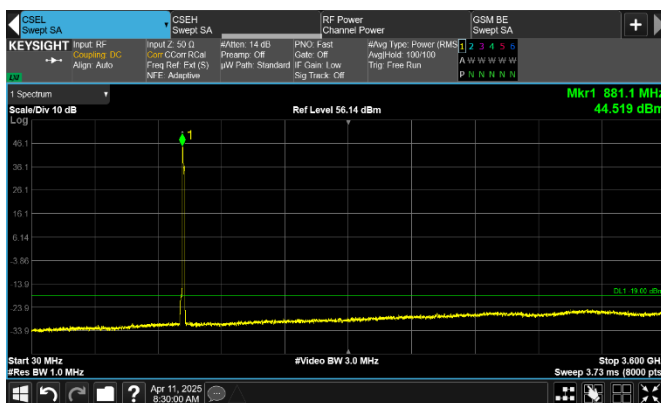 CSEL
Swept SA
CSEH
Swept SA
RF Power
Channel Power
GSM BE
Swept SA
+
KEYSIGHT
Input: RF
Coupling: DC
Align: Auto
Input Z: 50 Ω
Corr CCorr RCal
Freq Ref: Ext (S)
NFE: Adaptive
#Atten: 14 dB
Preamp: Off
µW Path: Standard
PNO: Fast
Gate: Off
IF Gain: Low
Sig Track: Off
#Avg Type: Power (RMS
Avg|Hold: 100/100
Trig: Free Run
1 2 3 4 5 6
A W W W W W
P N N N N N
1 Spectrum
Scale/Div 10 dB
Ref Level 56.14 dBm
Mkr1 881.1 MHz
44.519 dBm
Log
1
46.1
36.1
26.1
16.1
6.14
-3.86
-13.9
-23.9
-33.9
DL1 -19.00 dBm
Start 30 MHz
#Video BW 3.0 MHz
Stop 3.600 GHz
#Res BW 1.0 MHz
Sweep 3.73 ms (8000 pts)
?
Apr 11, 2025
8:30:00 AM